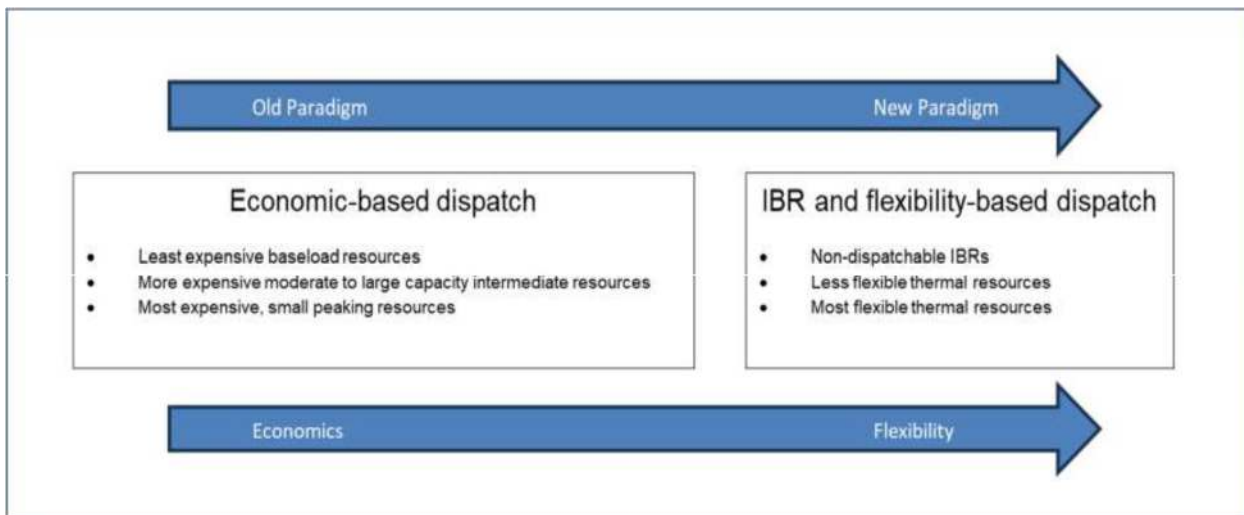 Old Paradigm New Paradigm
Economic-based dispatch
• Least expensive baseload resources
• More expensive moderate to large capacity intermediate resources
• Most expensive, small peaking resources
IBR and flexibility-based dispatch
• Non-dispatchable IBRs
• Less flexible thermal resources
• Most flexible thermal resources
Economics Flexibility